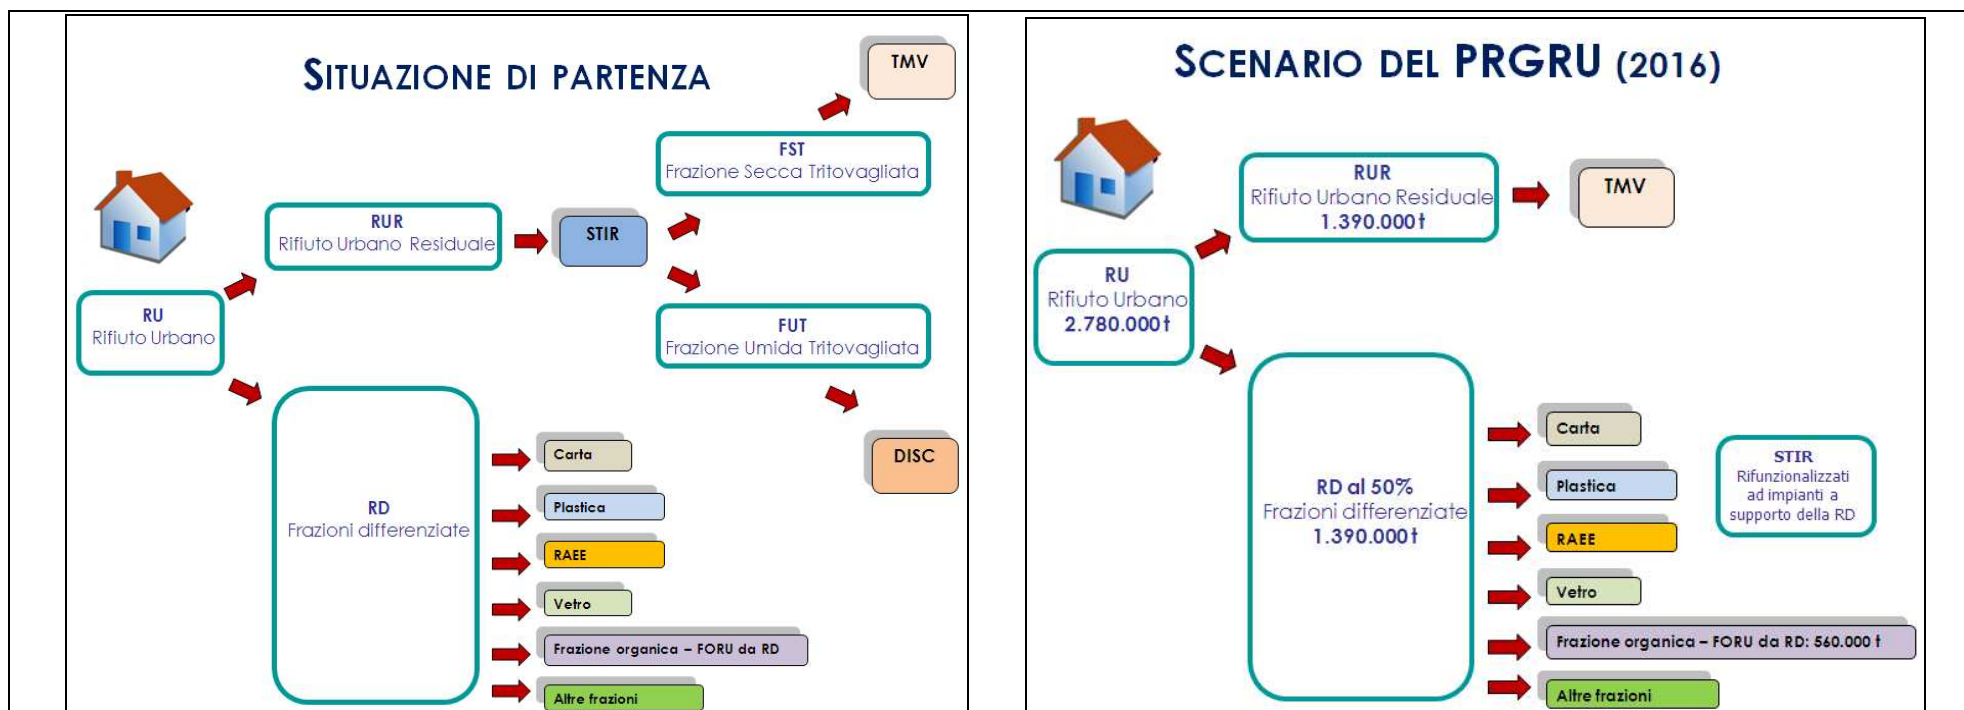 SITUAZIONE DI PARTENZA
TMV
FST
Frazione Secca Tritovagliata
RUR
Rifiuto Urbano Residuale
STIR
RU
Rifiuto Urbano
FUT
Frazione Umida Tritovagliata
DISC
RD
Frazioni differenziate
Carta
Plastica
RAEE
Vetro
Frazione organica – FORU da RD
Altre frazioni
SCENARIO DEL PRGRU (2016)
RUR
Rifiuto Urbano Residuale
1.390.000 t
TMV
RU
Rifiuto Urbano
2.780.000 t
RD al 50%
Frazioni differenziate
1.390.000 t
Carta
Plastica
RAEE
Vetro
Frazione organica – FORU da RD: 560.000 t
Altre frazioni
STIR
Rifunzionalizzati
ad impianti a
supporto della RD